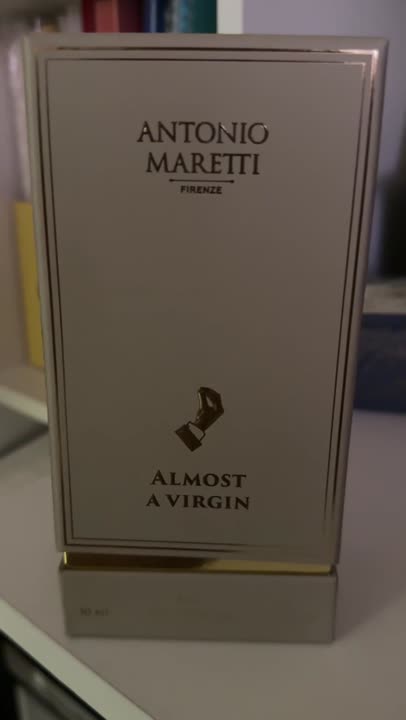 ANTONIO
MARETTI
FIRENZE
ALMOST
A VIRGIN